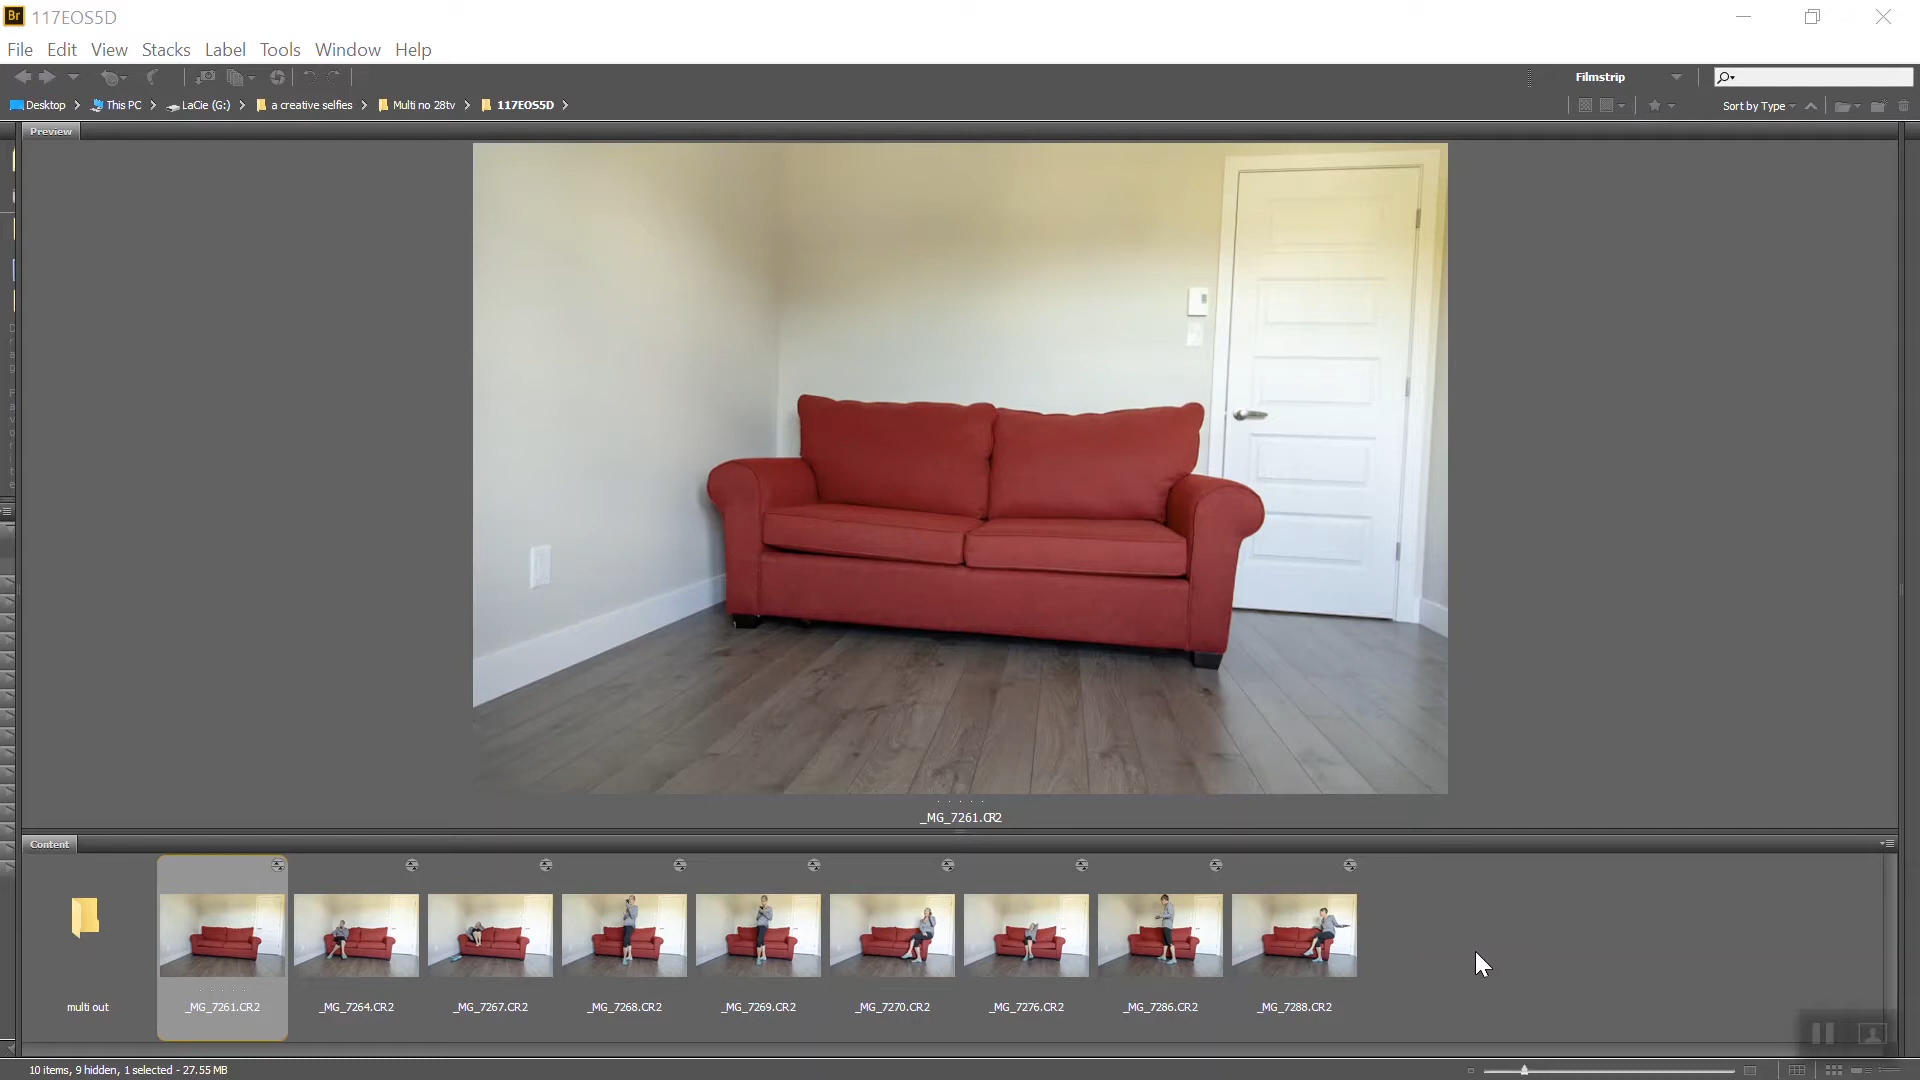 Br 117EOS5D
File Edit View Stacks Label Tools Window Help
Filmstrip
Desktop This PC LaCie (G:) a creative selfies Multi no 28tv 117EOS5D
Sort by Type
Preview
_MG_7261.CR2
Content
multi out _MG_7261.CR2 _MG_7264.CR2 _MG_7267.CR2 _MG_7268.CR2 _MG_7269.CR2 _MG_7270.CR2 _MG_7276.CR2 _MG_7286.CR2 _MG_7288.CR2
10 items, 9 hidden, 1 selected - 27.55 MB